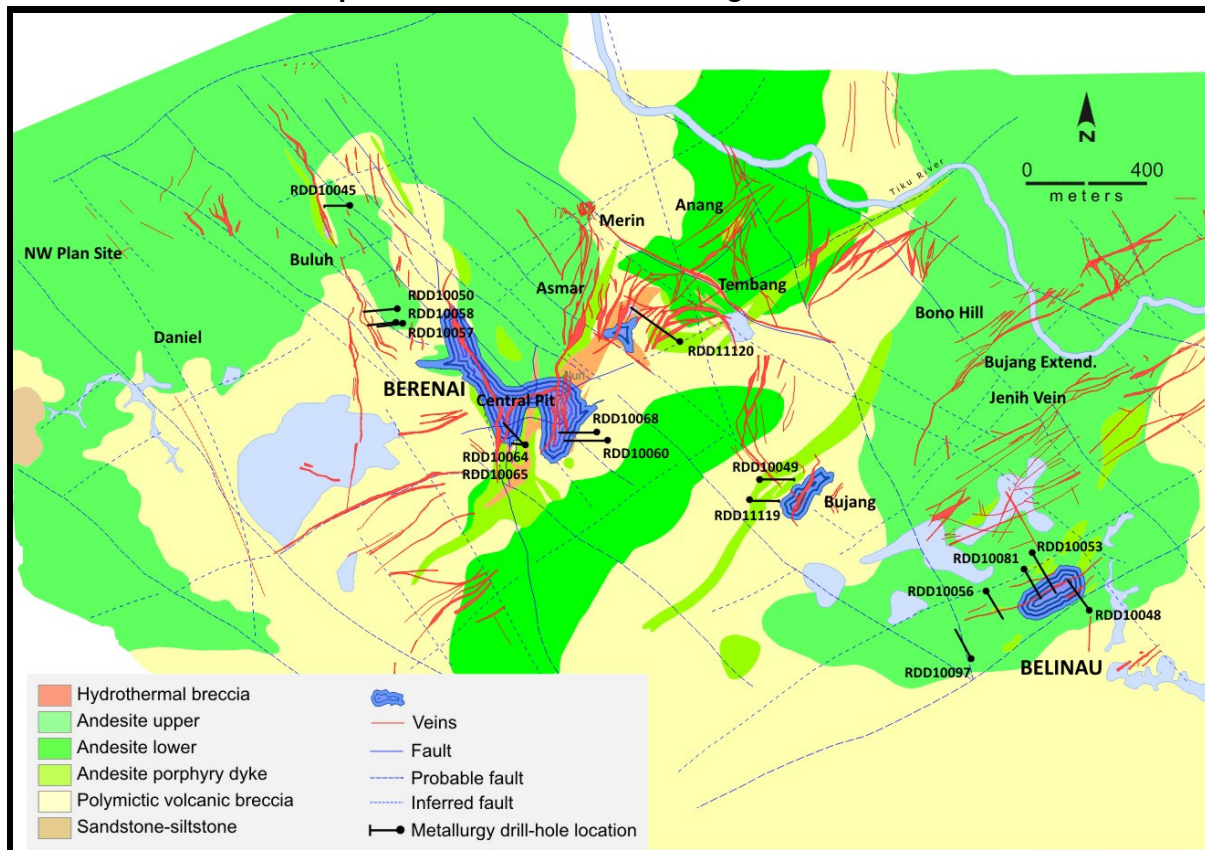 N
0 400
meters
Tiku River
RDD10045
Merin
Anang
NW Plan Site
Buluh
Asmar
Tembang
RDD10050
RDD10058
RDD10057
Bono Hill
Daniel
RDD11120
Bujang Extend.
BERENAI
Jenih Vein
Central Pit
RDD10068
RDD10060
RDD10064
RDD10065
RDD10049
RDD11119
Bujang
RDD10053
RDD10081
RDD10056
RDD10048
RDD10097
BELINAU
Hydrothermal breccia
Andesite upper
Andesite lower
Andesite porphyry dyke
Polymictic volcanic breccia
Sandstone-siltstone
Veins
Fault
Probable fault
Inferred fault
Metallurgy drill-hole location